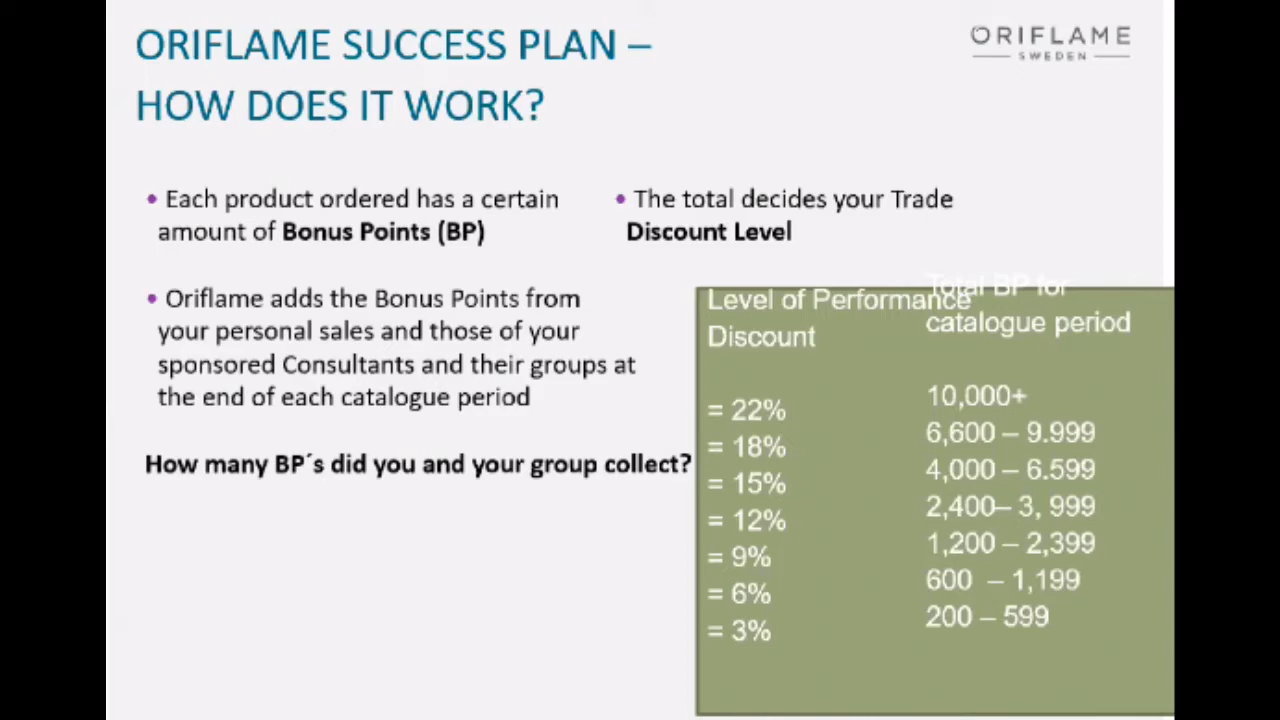 ORIFLAME SUCCESS PLAN –
HOW DOES IT WORK?
ORIFLAME
SWEDEN
• Each product ordered has a certain
amount of Bonus Points (BP)
• Oriflame adds the Bonus Points from
your personal sales and those of your
sponsored Consultants and their groups at
the end of each catalogue period
How many BP´s did you and your group collect?
• The total decides your Trade
Discount Level
Level of Performance
Discount
= 22%
= 18%
= 15%
= 12%
= 9%
= 6%
= 3%
Total BP for
catalogue period
10,000+
6,600 – 9.999
4,000 – 6.599
2,400– 3, 999
1,200 – 2,399
600 – 1,199
200 – 599